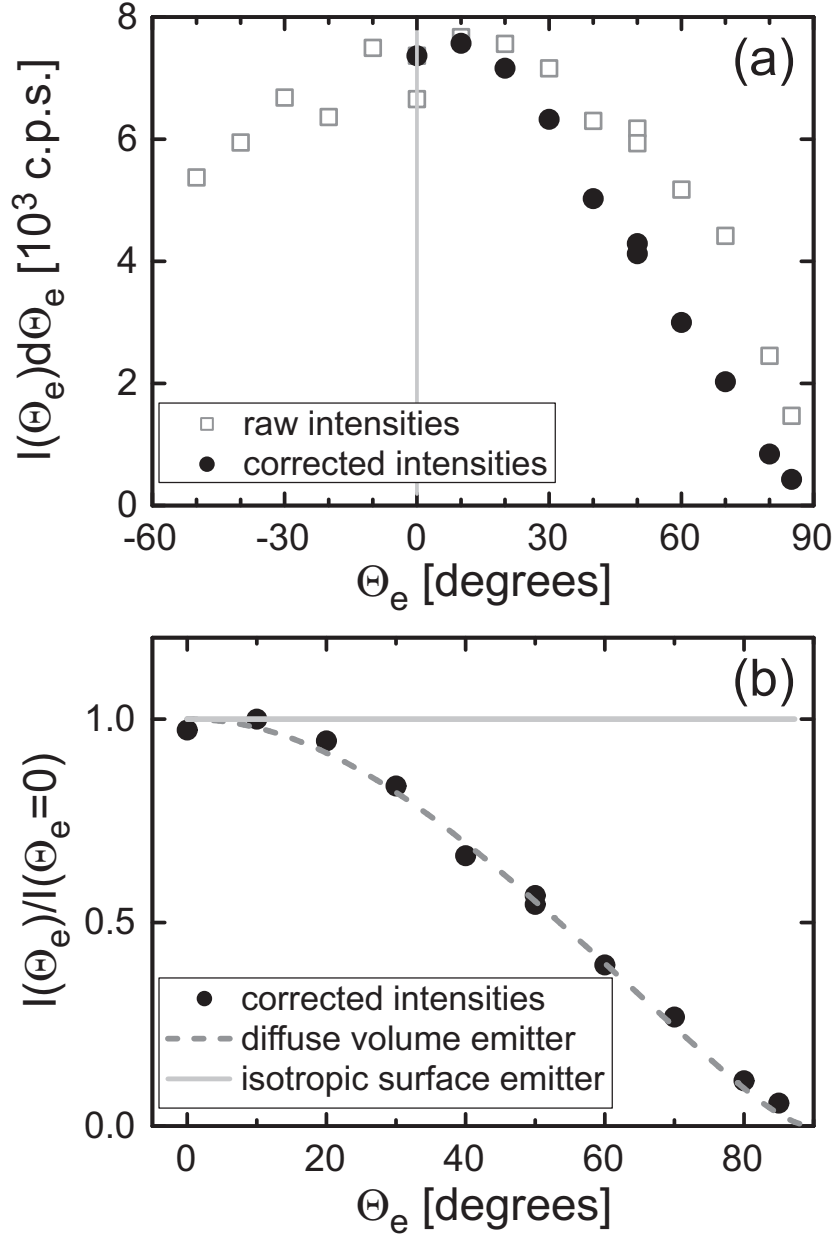 (a)
I(Θe)dΘe [10³ c.p.s.]
8
6
4
2
0
raw intensities
corrected intensities
-60 -30 0 30 60 90
Θe [degrees]
(b)
I(Θe)/I(Θe=0)
1.0
0.5
0.0
corrected intensities
diffuse volume emitter
isotropic surface emitter
0 20 40 60 80
Θe [degrees]